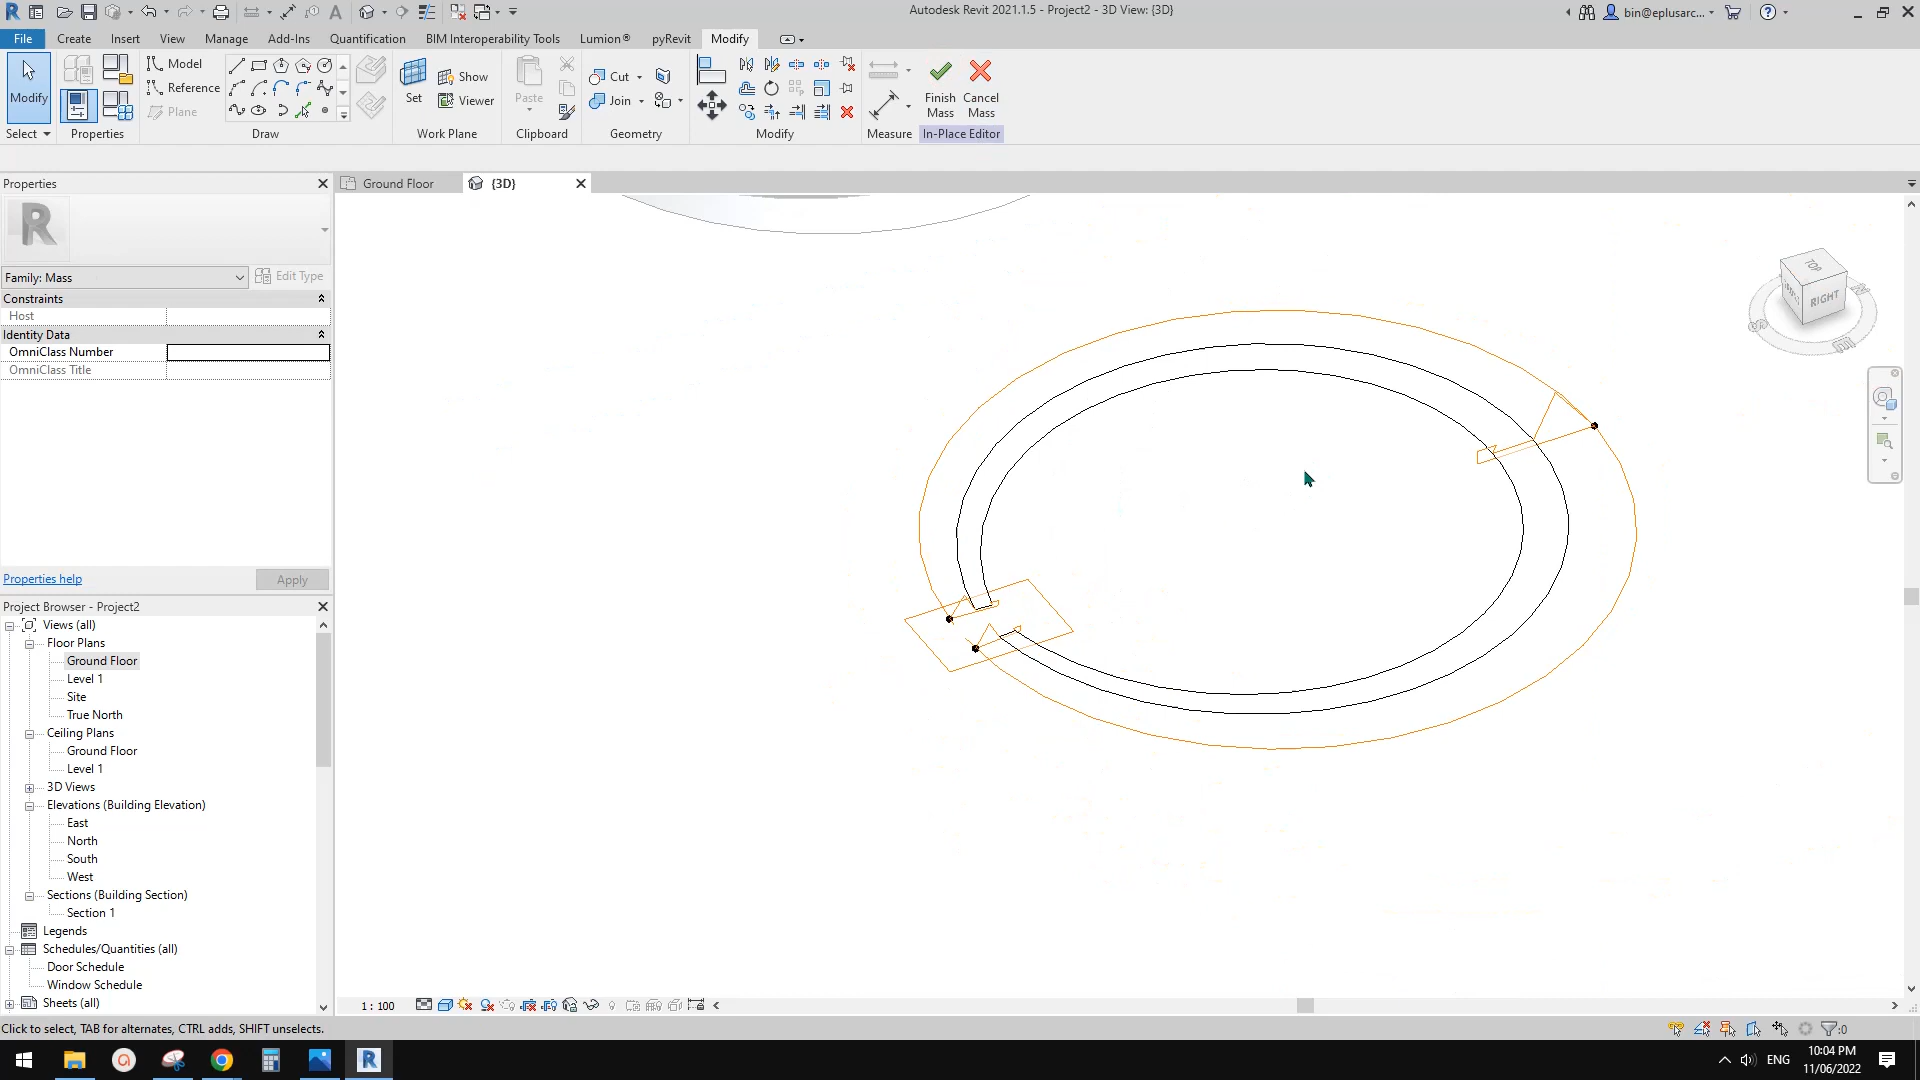 Autodesk Revit 2021.1.5 - Project2 - 3D View: {3D}
bin@eplusarc...
File
Create
Insert
View
Manage
Add-Ins
Quantification
BIM Interoperability Tools
Lumion®
pyRevit
Modify
Modify
Model
Reference
Plane
Set
Show
Viewer
Paste
Cut
Join
Finish
Mass
Cancel
Mass
Select
Properties
Draw
Work Plane
Clipboard
Geometry
Modify
Measure
In-Place Editor
Properties
Ground Floor
{3D}
R
Family: Mass
Edit Type
Constraints
Host
Identity Data
OmniClass Number
OmniClass Title
TOP
RIGHT
Properties help
Apply
Project Browser - Project2
Views (all)
Floor Plans
Ground Floor
Level 1
Site
True North
Ceiling Plans
Ground Floor
Level 1
3D Views
Elevations (Building Elevation)
East
North
South
West
Sections (Building Section)
Section 1
Legends
Schedules/Quantities (all)
Door Schedule
Window Schedule
Sheets (all)
1 : 100
Click to select, TAB for alternates, CTRL adds, SHIFT unselects.
:0
ENG
10:04 PM
11/06/2022